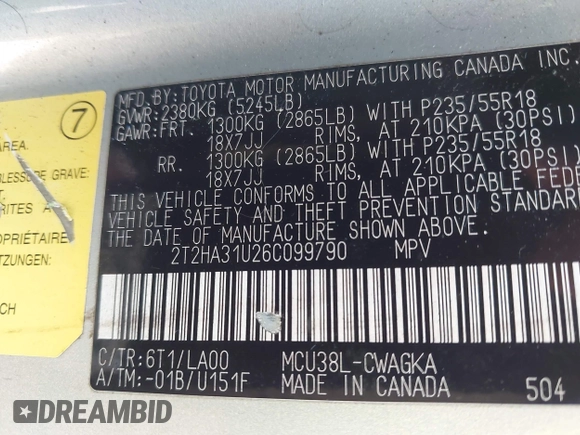 MFD.BY:TOYOTA MOTOR MANUFACTURING CANADA INC.
GVWR:2380KG (5245LB)
GAWR:FRT. 1300KG (2865LB) WITH P235/55R18
18X7JJ RIMS, AT 210KPA (30PSI)
RR. 1300KG (2865LB) WITH P235/55R18
18X7JJ RIMS, AT 210KPA (30PSI)
THIS VEHICLE CONFORMS TO ALL APPLICABLE FEDE
VEHICLE SAFETY AND THEFT PREVENTION STANDAR
THE DATE OF MANUFACTURE SHOWN ABOVE.
2T2HA31U26C099790 MPV
C/TR:6T1/LA00 MCU38L-CWAGKA
A/TM:-01B/U151F MADE IN CANADA 504
7
AREA.
BLESSURE GRAVE:
RITES A
PROPRIÉTAIRE
CH
DREAMBID